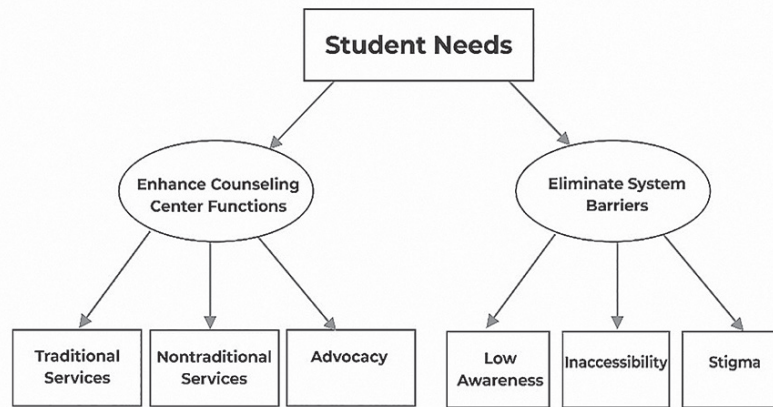 Student Needs
Enhance Counseling
Center Functions
Eliminate System
Barriers
Traditional
Services
Nontraditional
Services
Advocacy
Low
Awareness
Inaccessibility
Stigma